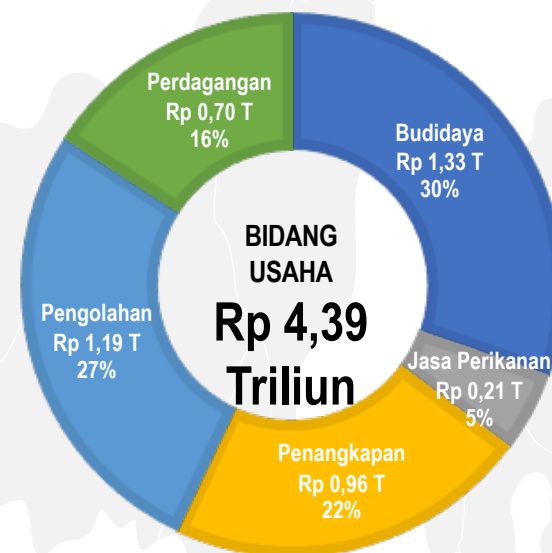 Perdagangan
Rp 0,70 T
16%
Budidaya
Rp 1,33 T
30%
BIDANG
USAHA
Rp 4,39
Triliun
Pengolahan
Rp 1,19 T
27%
Jasa Perikanan
Rp 0,21 T
5%
Penangkapan
Rp 0,96 T
22%